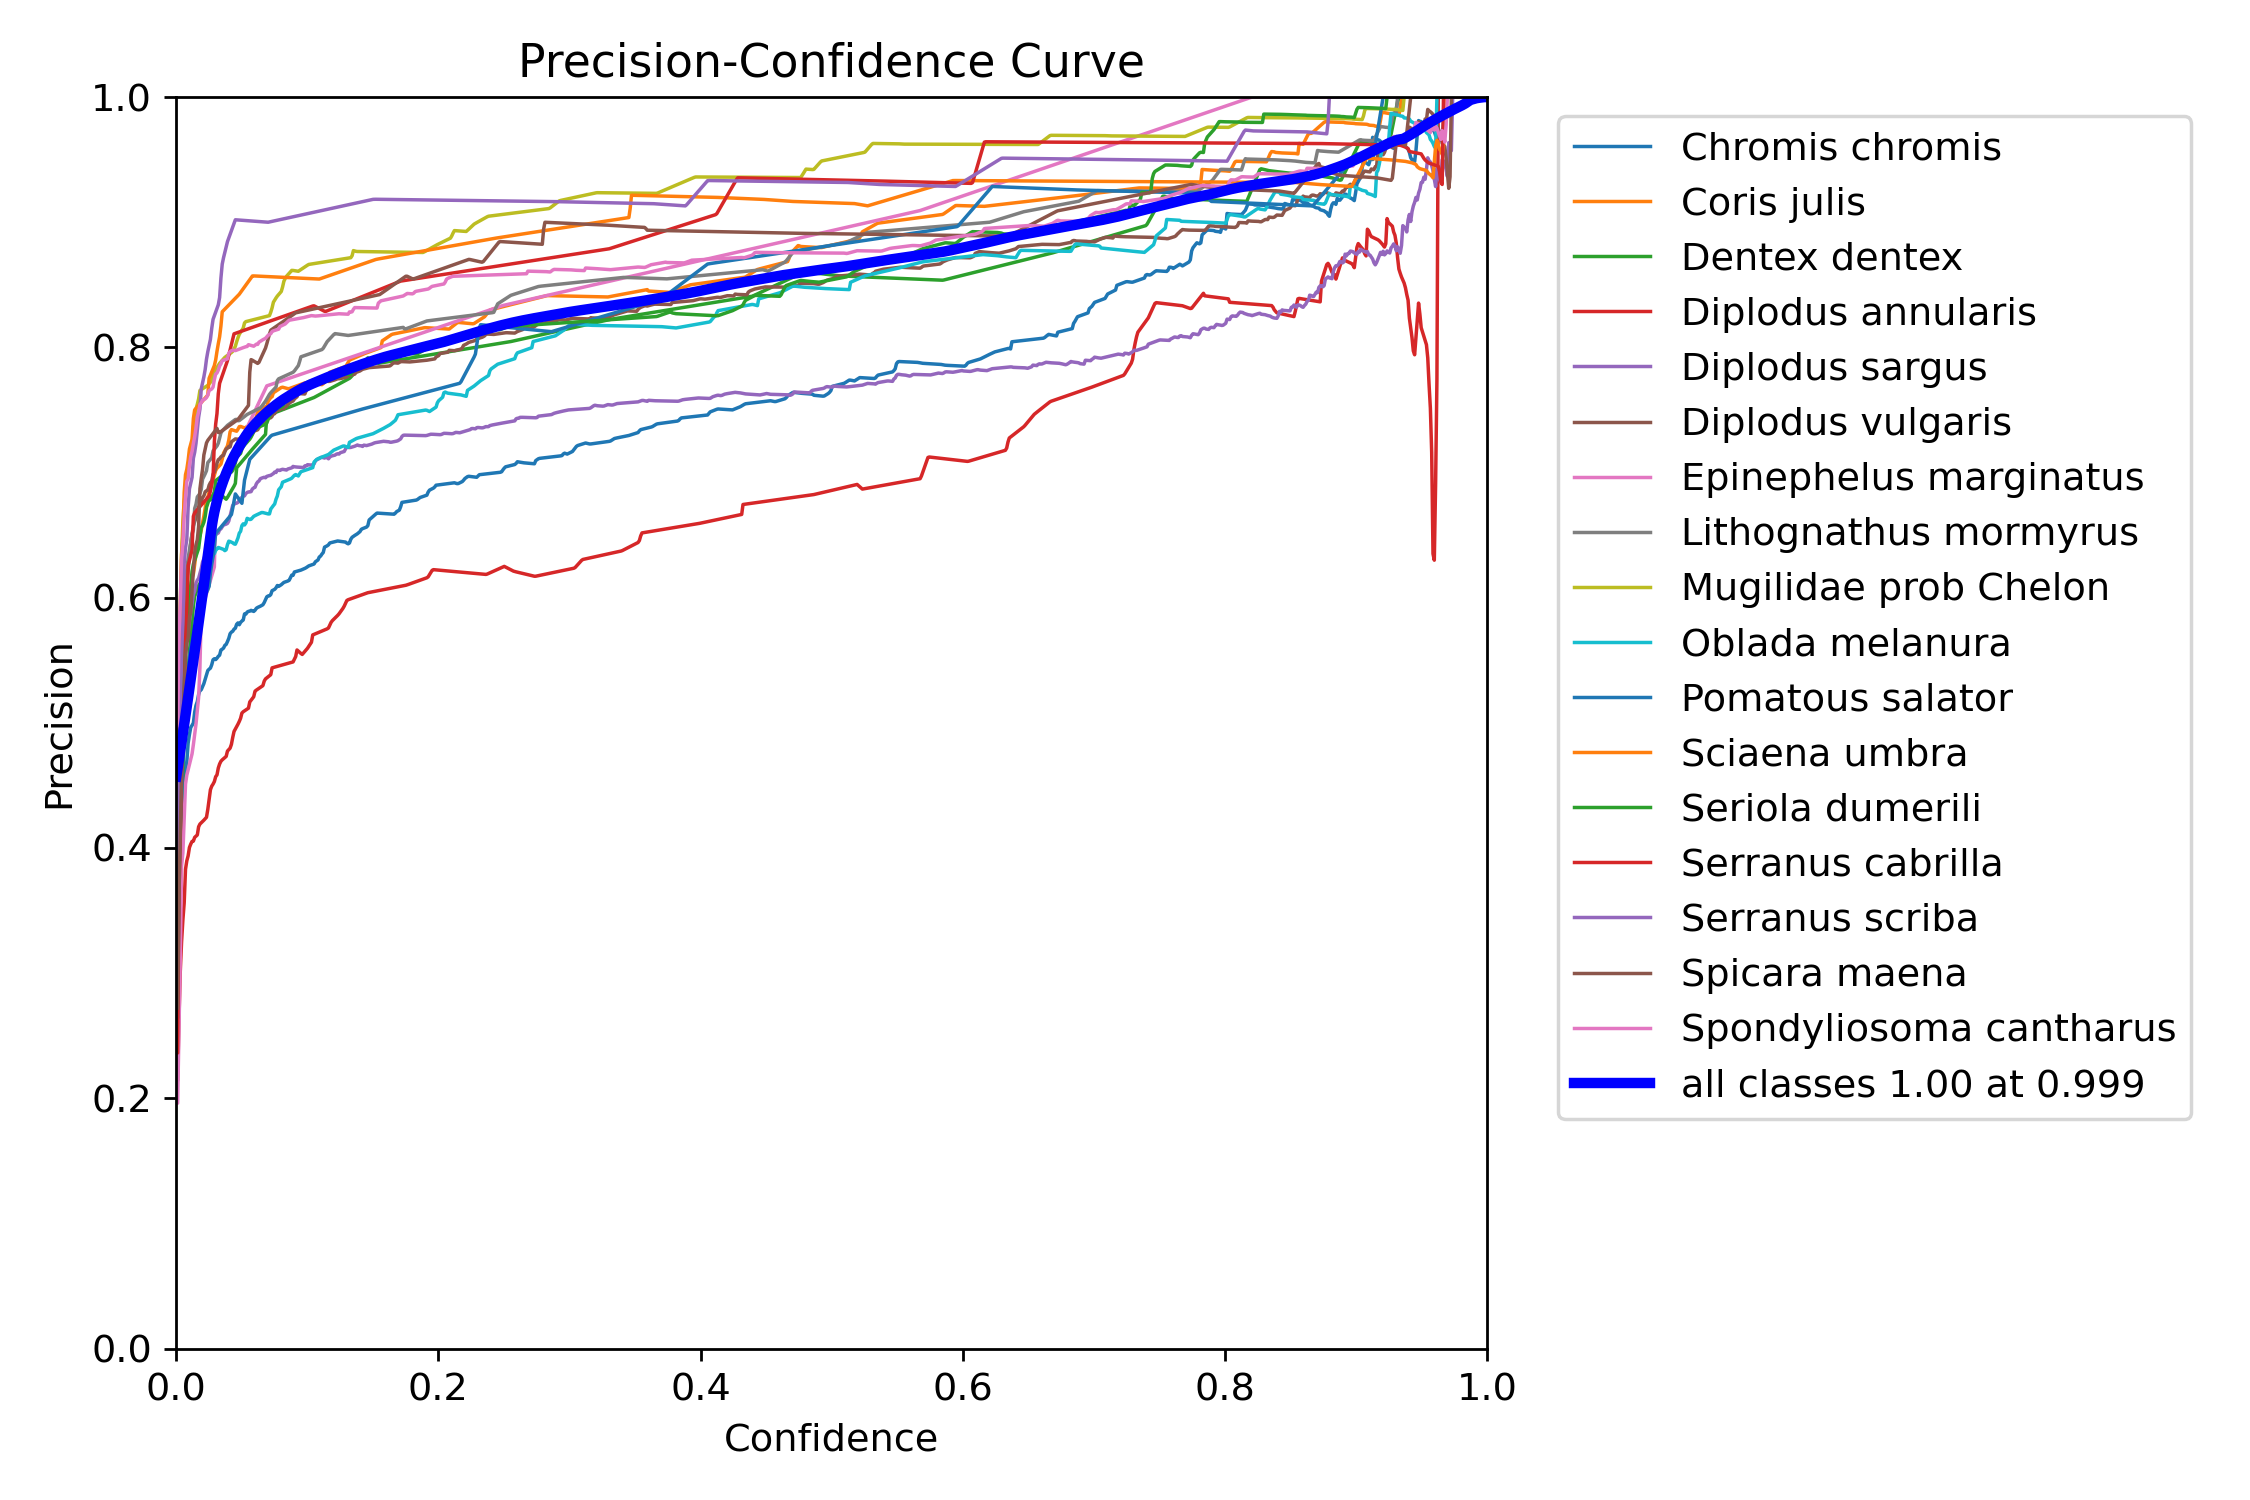 Precision-Confidence Curve
1.0
0.8
0.6
0.4
0.2
0.0
Precision
0.0 0.2 0.4 0.6 0.8 1.0
Confidence
Chromis chromis
Coris julis
Dentex dentex
Diplodus annularis
Diplodus sargus
Diplodus vulgaris
Epinephelus marginatus
Lithognathus mormyrus
Mugilidae prob Chelon
Oblada melanura
Pomatous salator
Sciaena umbra
Seriola dumerili
Serranus cabrilla
Serranus scriba
Spicara maena
Spondyliosoma cantharus
all classes 1.00 at 0.999